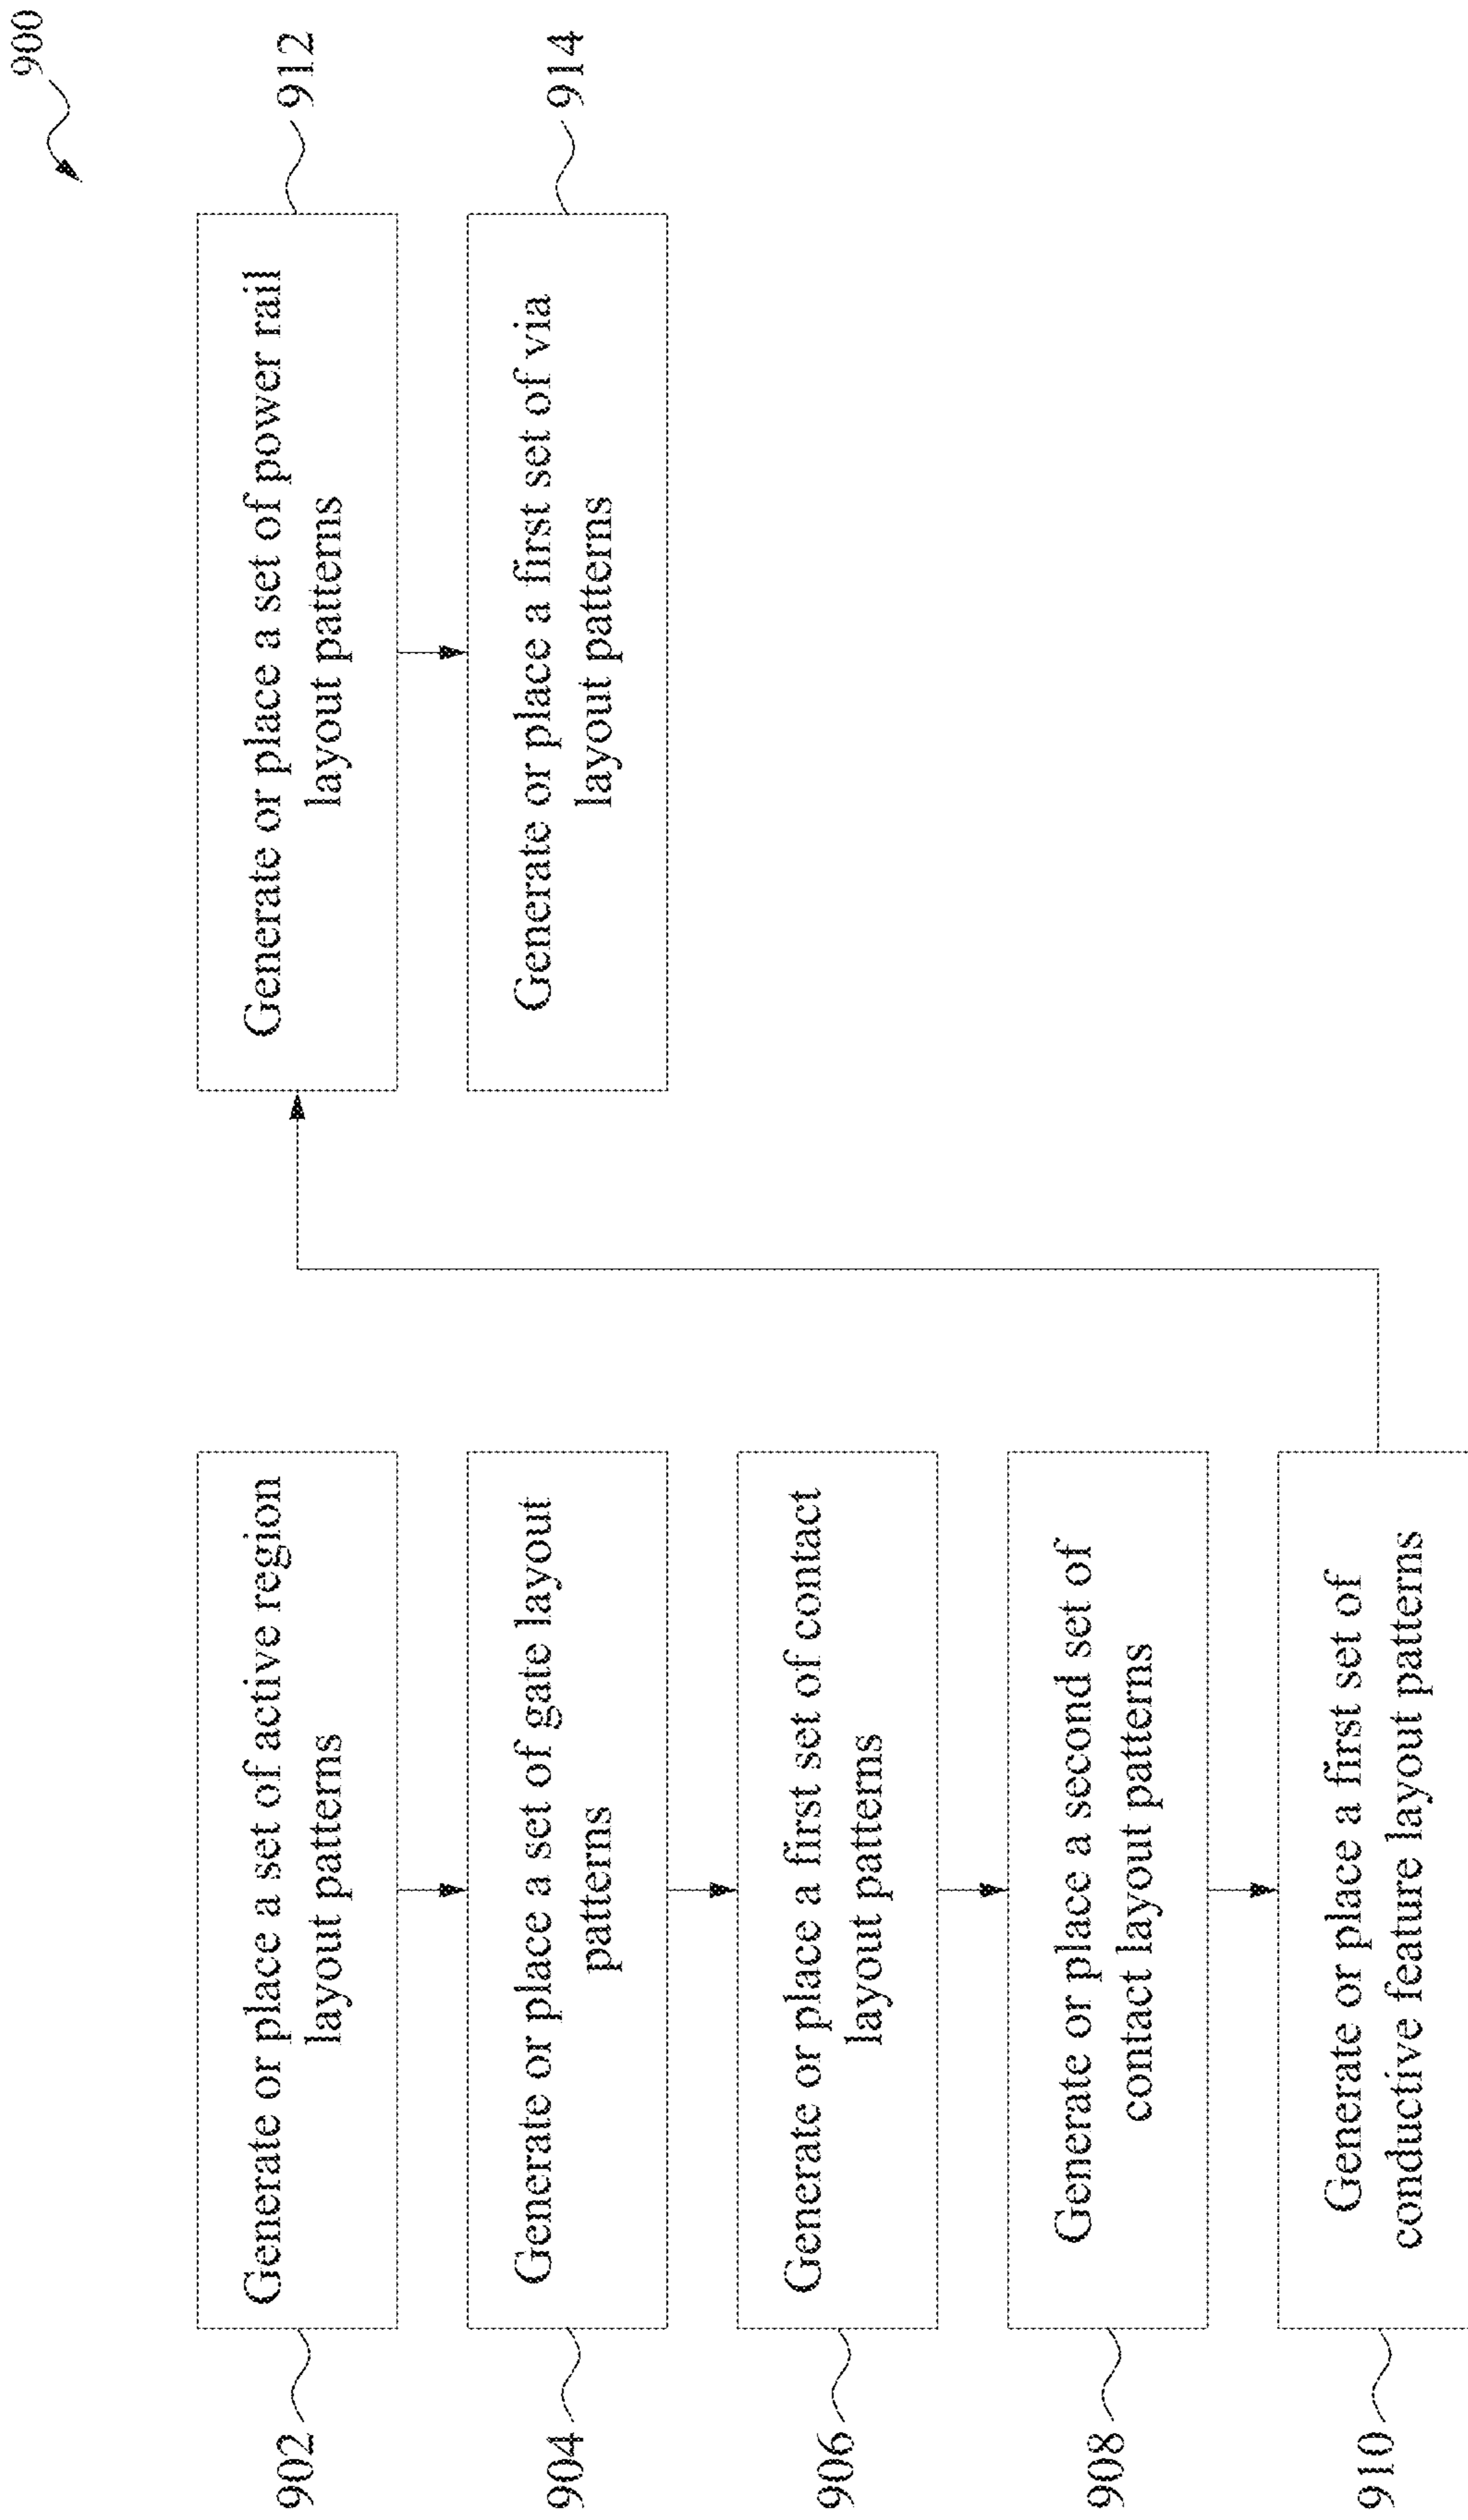 900
902
Generate or place a set of active region
layout patterns
904
Generate or place a set of gate layout
patterns
906
Generate or place a first set of contact
layout patterns
908
Generate or place a second set of
contact layout patterns
910
Generate or place a first set of
conductive feature layout patterns
Generate or place a set of power rail
layout patterns
912
Generate or place a first set of via
layout patterns
914